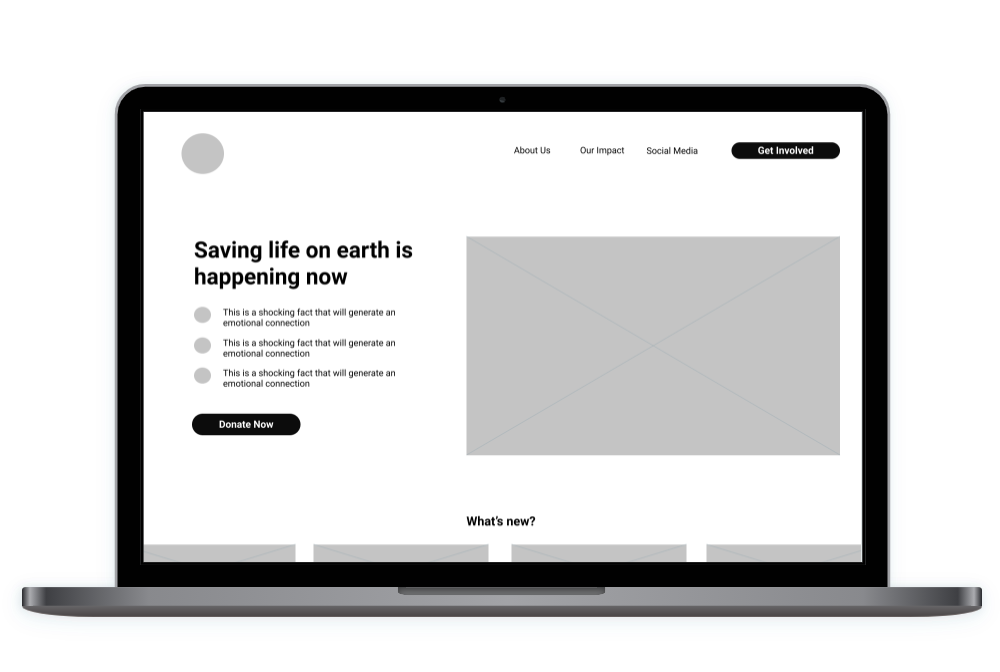 About Us
Our Impact
Social Media
Get Involved
Saving life on earth is
happening now
This is a shocking fact that will generate an
emotional connection
This is a shocking fact that will generate an
emotional connection
This is a shocking fact that will generate an
emotional connection
Donate Now
What's new?